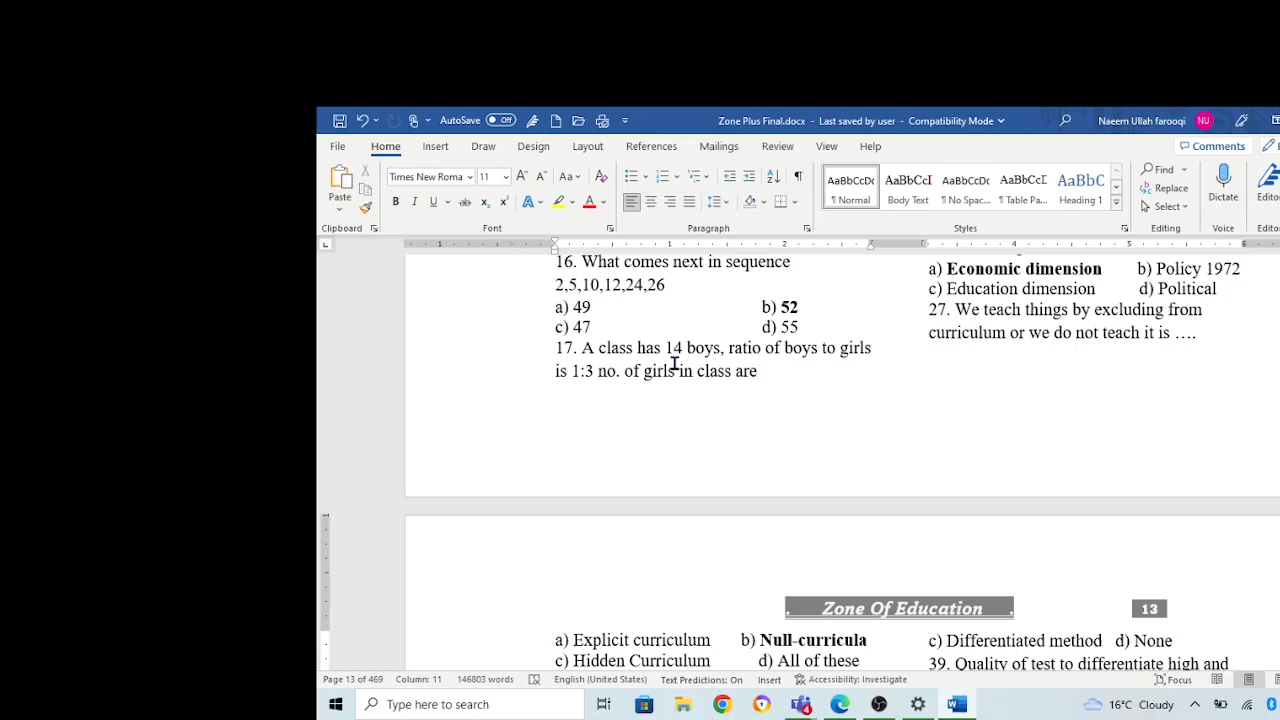 AutoSave Off
Zone Plus Final.docx - Last saved by user - Compatibility Mode
Naeem Ullah farooqi NU
File Home Insert Draw Design Layout References Mailings Review View Help Comments
Paste
Times New Roma 11
AaBbCcDc AaBbCcI AaBbCcDc AaBbCcI AaBbC
¶ Normal Body Text ¶ No Spac... ¶ Table Pa... Heading 1
Find
Replace
Select
Dictate
Editor
Clipboard Font Paragraph Styles Editing Voice
16. What comes next in sequence
2,5,10,12,24,26
a) 49 b) 52
c) 47 d) 55
17. A class has 14 boys, ratio of boys to girls
is 1:3 no. of girls in class are
a) Economic dimension b) Policy 1972
c) Education dimension d) Political
27. We teach things by excluding from
curriculum or we do not teach it is ….
. Zone Of Education . 13
a) Explicit curriculum b) Null-curricula
c) Hidden Curriculum d) All of these
c) Differentiated method d) None
39. Quality of test to differentiate high and
Page 13 of 469 Column: 11 146803 words English (United States) Text Predictions: On Insert Accessibility: Investigate Focus
Type here to search
16°C Cloudy